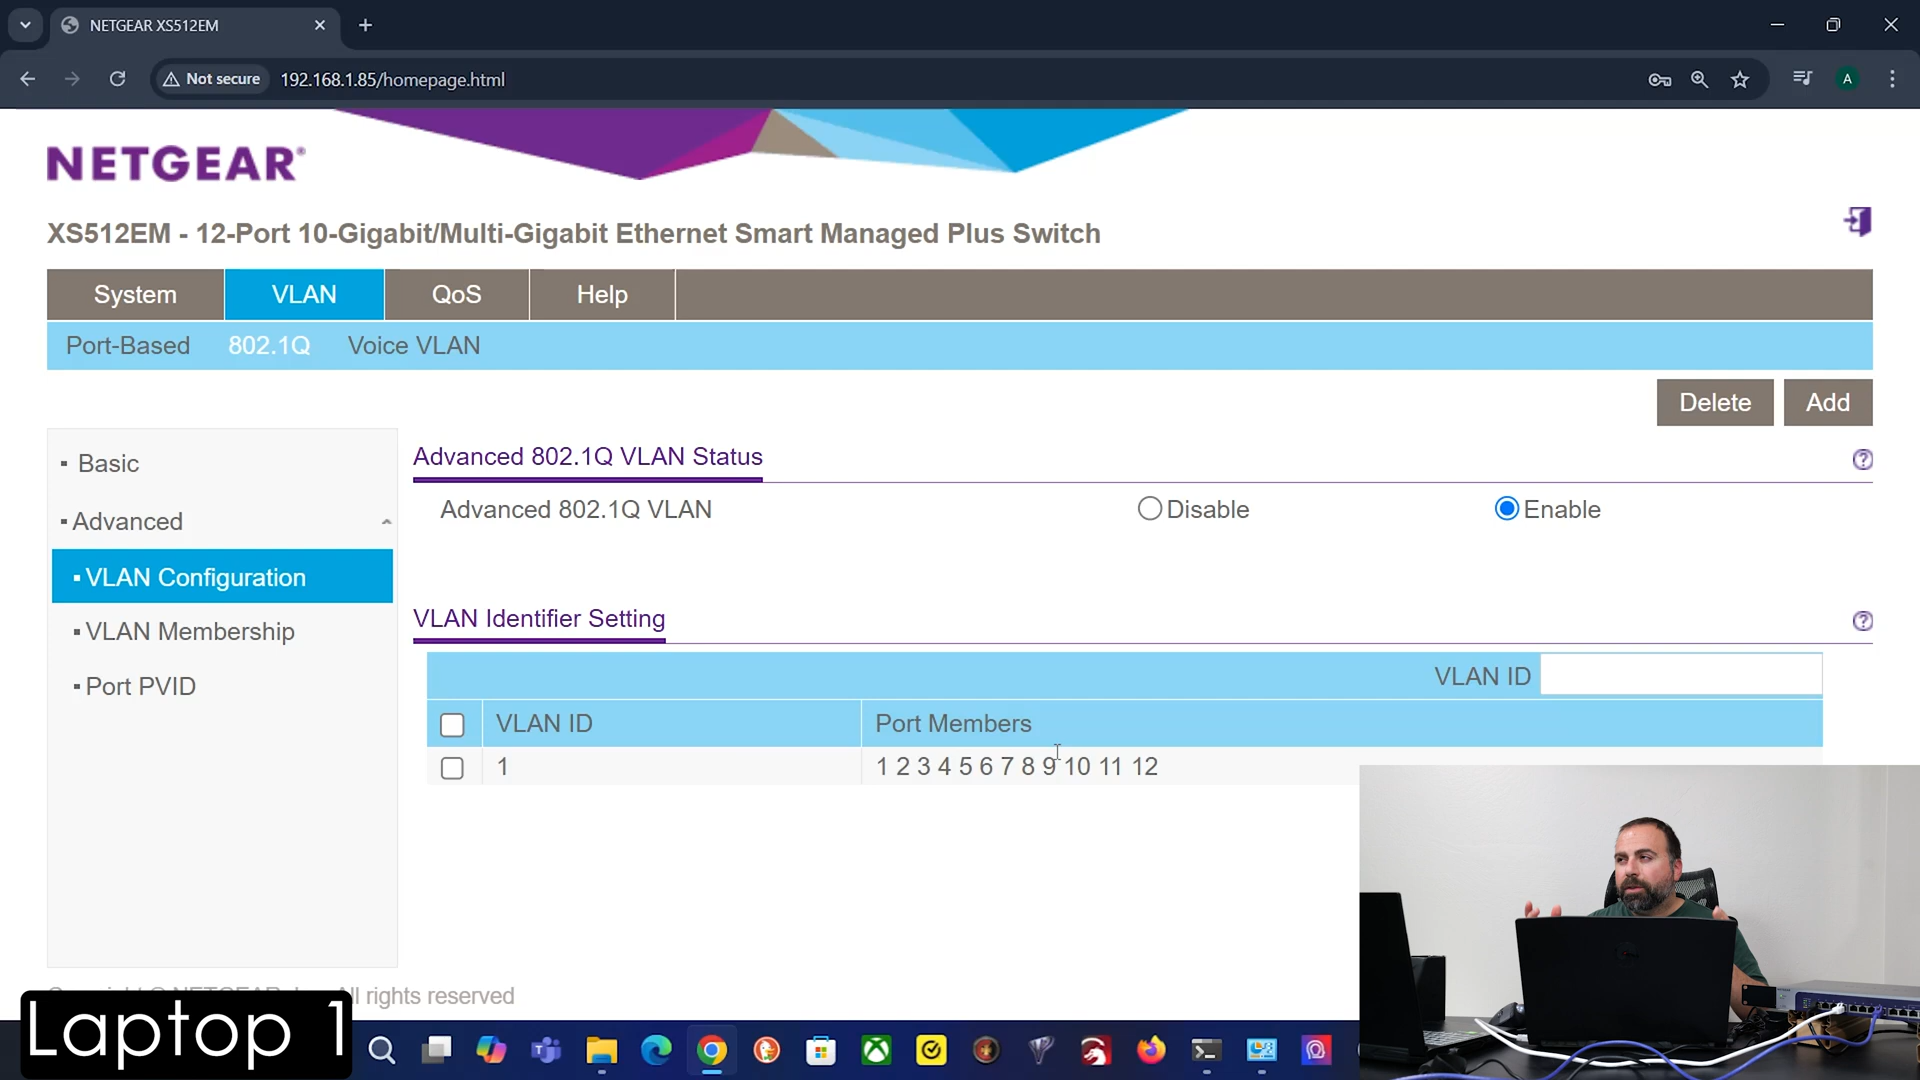 NETGEAR XS512EM
Not secure
192.168.1.85/homepage.html
A
NETGEAR®
XS512EM - 12-Port 10-Gigabit/Multi-Gigabit Ethernet Smart Managed Plus Switch
System
VLAN
QoS
Help
Port-Based
802.1Q
Voice VLAN
Delete
Add
Basic
Advanced
VLAN Configuration
VLAN Membership
Port PVID
Advanced 802.1Q VLAN Status
Advanced 802.1Q VLAN
Disable
Enable
VLAN Identifier Setting
VLAN ID
VLAN ID
Port Members
1
1 2 3 4 5 6 7 8 9 10 11 12
rights reserved
Laptop 1